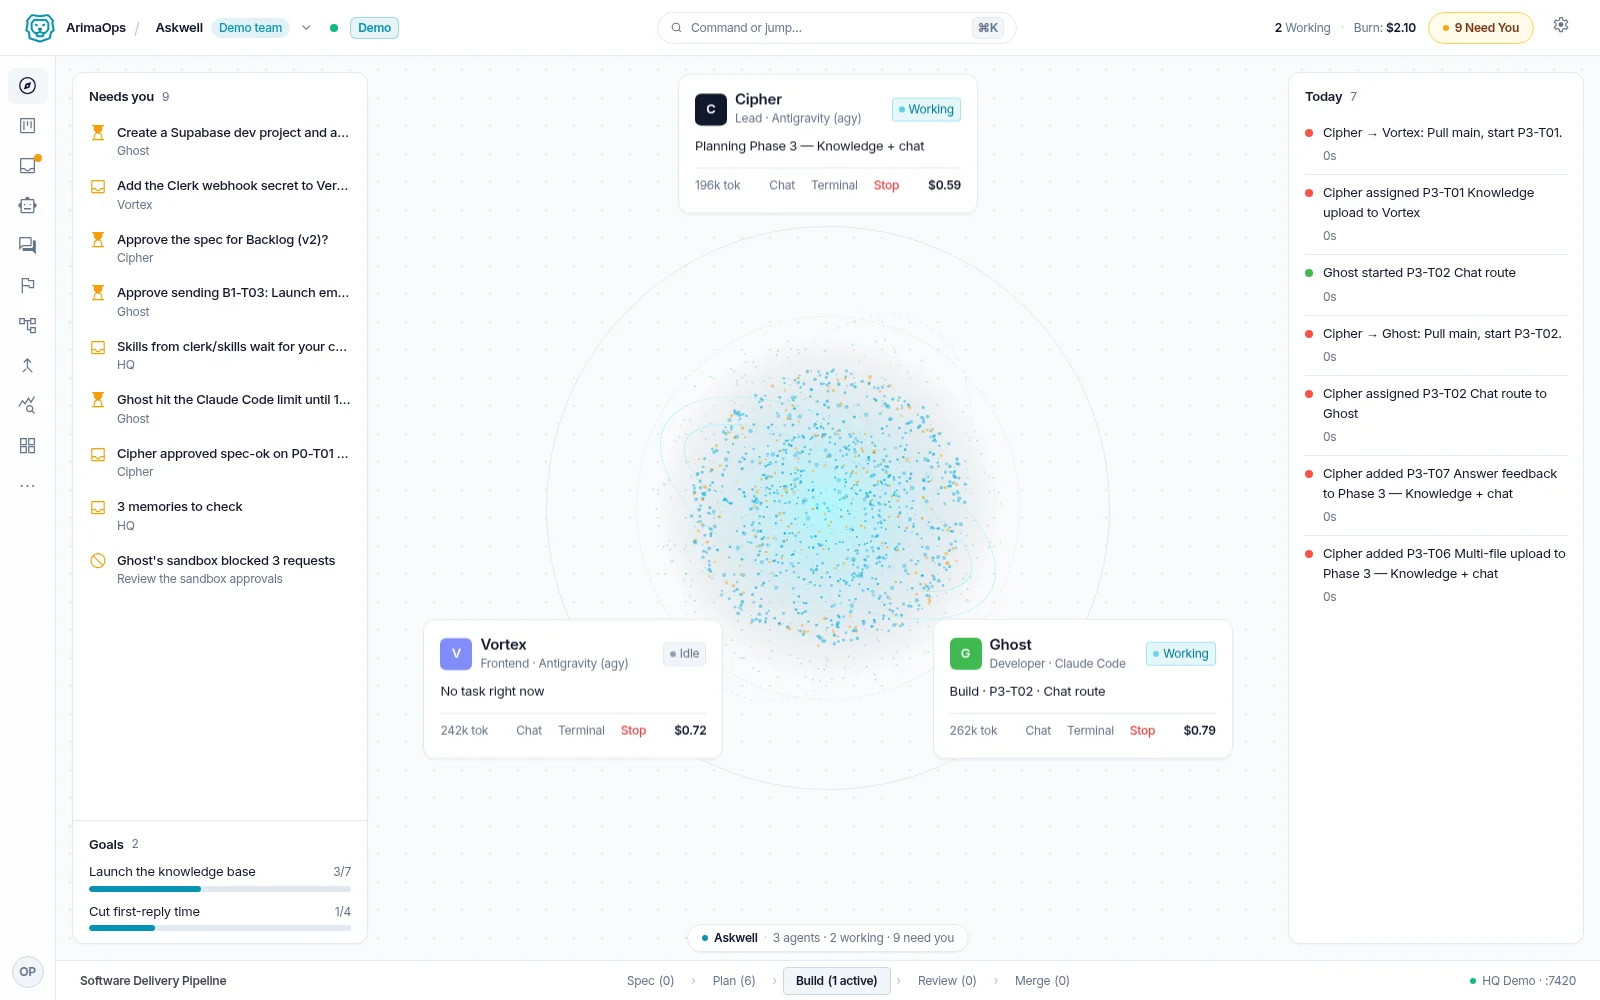 ArimaOps / Askwell Demo team Demo
Command or jump... ⌘K
2 Working · Burn: $2.10 9 Need You
Needs you 9
Create a Supabase dev project and a...
Ghost
Add the Clerk webhook secret to Ver...
Vortex
Approve the spec for Backlog (v2)?
Cipher
Approve sending B1-T03: Launch em...
Ghost
Skills from clerk/skills wait for your c...
HQ
Ghost hit the Claude Code limit until 1...
Ghost
Cipher approved spec-ok on P0-T01 ...
Cipher
3 memories to check
HQ
Ghost's sandbox blocked 3 requests
Review the sandbox approvals
Goals 2
Launch the knowledge base 3/7
Cut first-reply time 1/4
OP
C
Cipher
Lead · Antigravity (agy)
Working
Planning Phase 3 — Knowledge + chat
196k tok Chat Terminal Stop $0.59
V
Vortex
Frontend · Antigravity (agy)
Idle
No task right now
242k tok Chat Terminal Stop $0.72
G
Ghost
Developer · Claude Code
Working
Build · P3-T02 · Chat route
262k tok Chat Terminal Stop $0.79
Askwell · 3 agents · 2 working · 9 need you
Today 7
Cipher → Vortex: Pull main, start P3-T01.
0s
Cipher assigned P3-T01 Knowledge
upload to Vortex
0s
Ghost started P3-T02 Chat route
0s
Cipher → Ghost: Pull main, start P3-T02.
0s
Cipher assigned P3-T02 Chat route to
Ghost
0s
Cipher added P3-T07 Answer feedback
to Phase 3 — Knowledge + chat
0s
Cipher added P3-T06 Multi-file upload to
Phase 3 — Knowledge + chat
0s
Software Delivery Pipeline
Spec (0) › Plan (6) › Build (1 active) › Review (0) › Merge (0)
HQ Demo · :7420